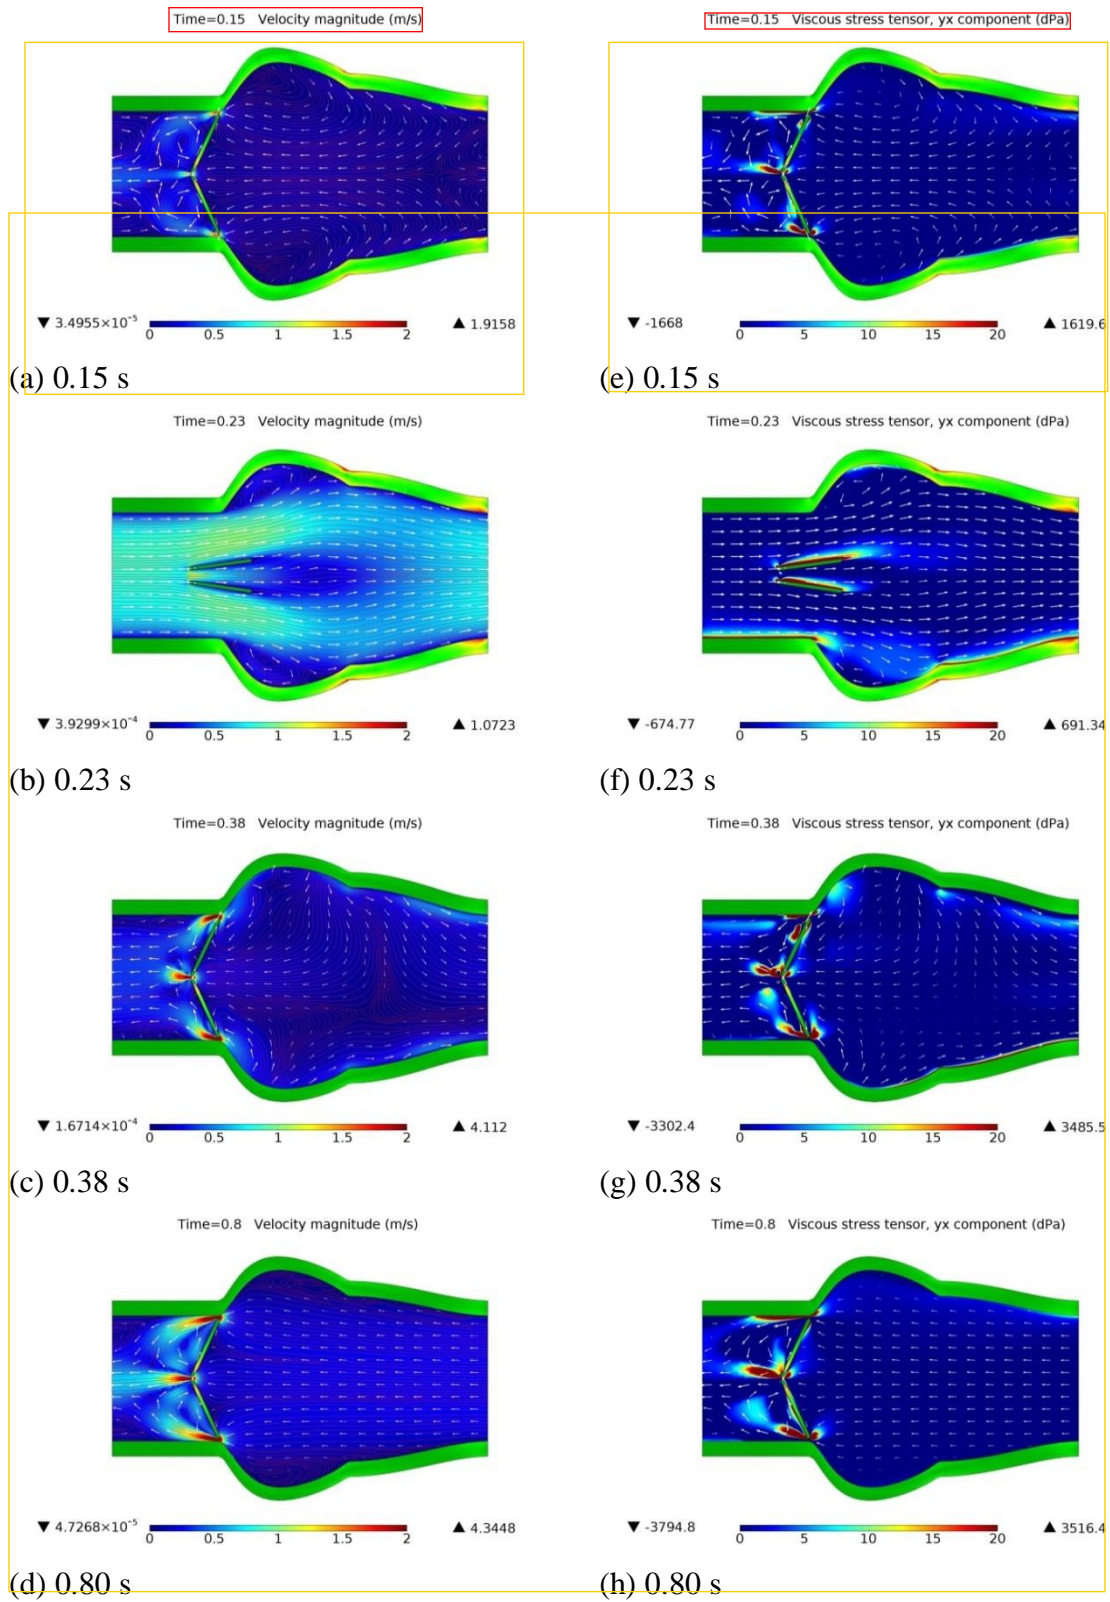 Time=0.15 Velocity magnitude (m/s)
Time=0.15 Viscous stress tensor, yx component (dPa)
▼ 3.4955×10⁻⁵ 0 0.5 1 1.5 2 ▲ 1.9158
▼ -1668 0 5 10 15 20 ▲ 1619.6
(a) 0.15 s
(e) 0.15 s
Time=0.23 Velocity magnitude (m/s)
Time=0.23 Viscous stress tensor, yx component (dPa)
▼ 3.9299×10⁻⁴ 0 0.5 1 1.5 2 ▲ 1.0723
▼ -674.77 0 5 10 15 20 ▲ 691.34
(b) 0.23 s
(f) 0.23 s
Time=0.38 Velocity magnitude (m/s)
Time=0.38 Viscous stress tensor, yx component (dPa)
▼ 1.6714×10⁻⁴ 0 0.5 1 1.5 2 ▲ 4.112
▼ -3302.4 0 5 10 15 20 ▲ 3485.5
(c) 0.38 s
(g) 0.38 s
Time=0.8 Velocity magnitude (m/s)
Time=0.8 Viscous stress tensor, yx component (dPa)
▼ 4.7268×10⁻⁵ 0 0.5 1 1.5 2 ▲ 4.3448
▼ -3794.8 0 5 10 15 20 ▲ 3516.4
(d) 0.80 s
(h) 0.80 s